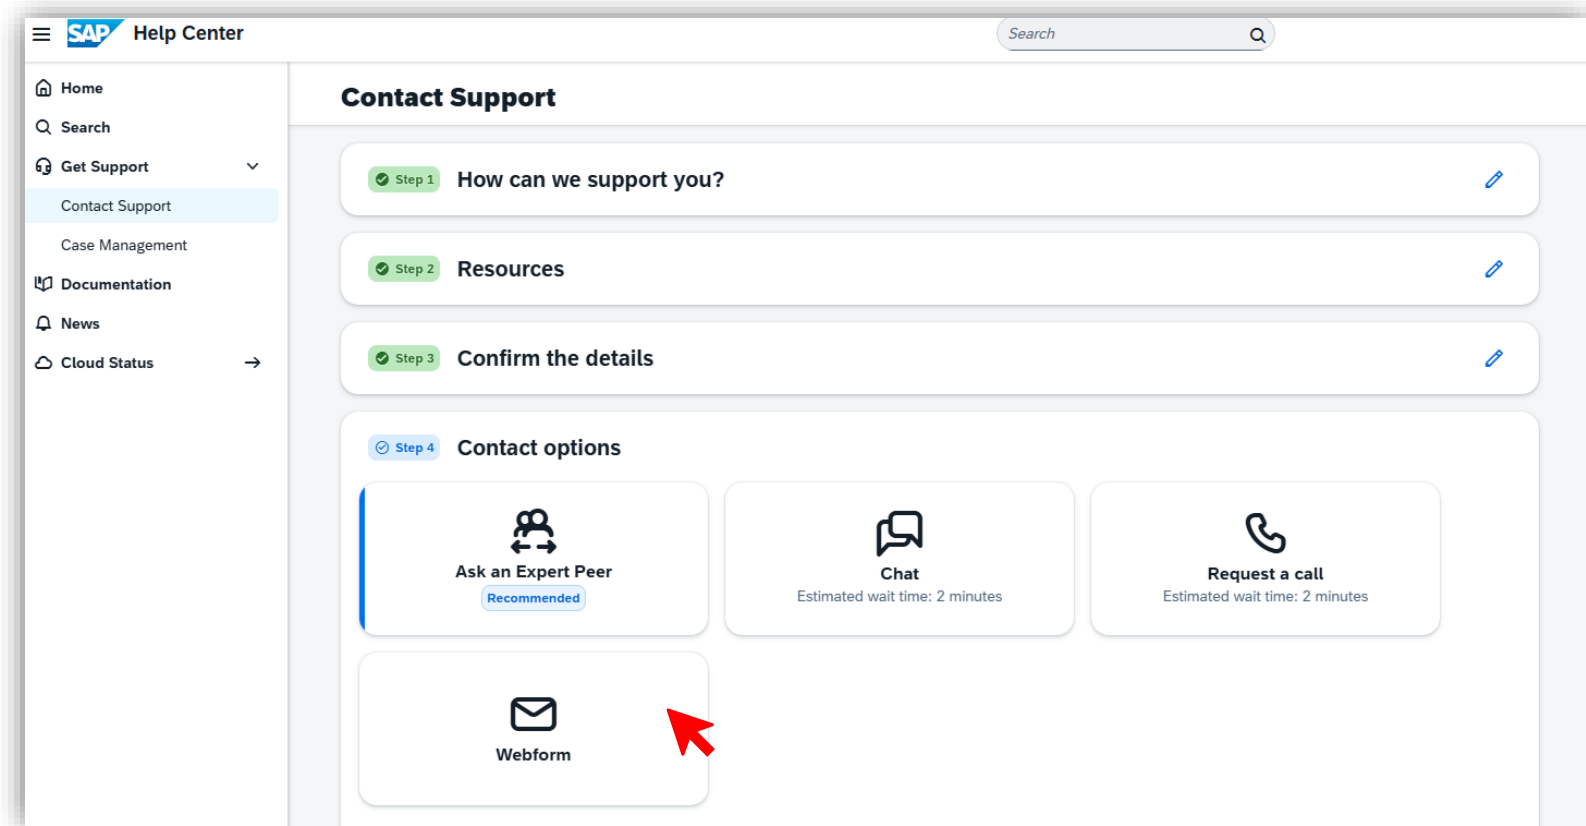 SAP Help Center
Search
Home
Search
Get Support
Contact Support
Case Management
Documentation
News
Cloud Status
Contact Support
Step 1 How can we support you?
Step 2 Resources
Step 3 Confirm the details
Step 4 Contact options
Ask an Expert Peer
Recommended
Chat
Estimated wait time: 2 minutes
Request a call
Estimated wait time: 2 minutes
Webform